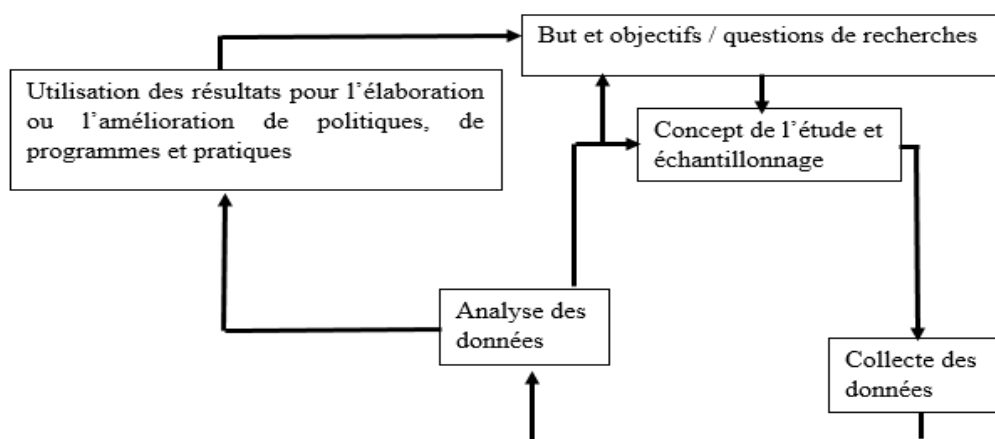 But et objectifs / questions de recherches
Utilisation des résultats pour l'élaboration
ou l'amélioration de politiques, de
programmes et pratiques
Concept de l'étude et
échantillonnage
Analyse des
données
Collecte des
données